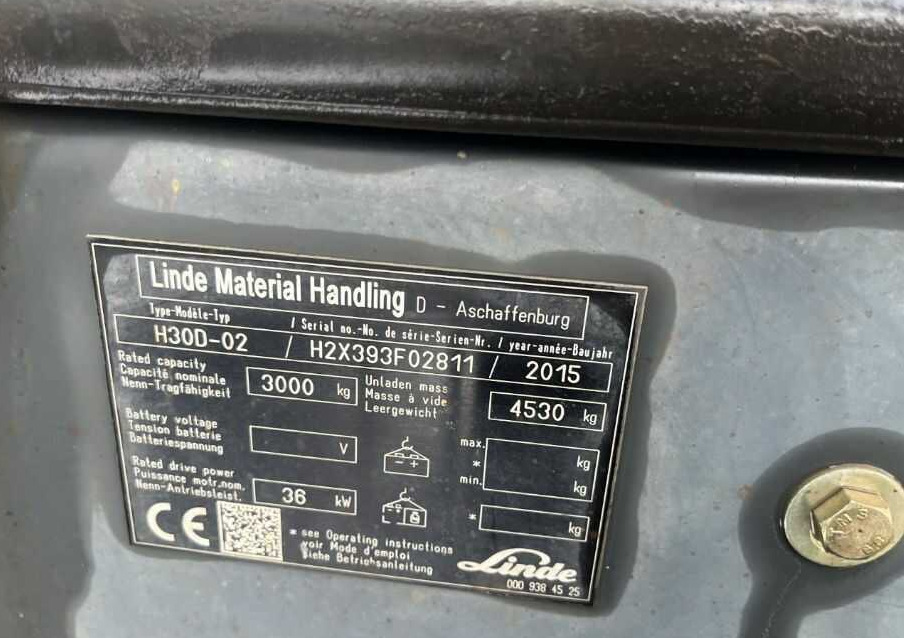 Linde Material Handling D - Aschaffenburg
Type-Modèle-Typ / Serial no.-No. de série-Serien-Nr. / year-année-Baujahr
H30D-02 / H2X393F02811 / 2015
Rated capacity
Capacité nominale
Nenn-Tragfähigkeit
3000 kg
Unladen mass
Masse à vide
Leergewicht
4530 kg
Battery voltage
Tension batterie
Batteriespannung
V
max.
*
min.
kg
kg
Rated drive power
Puissance motr.nom.
Nenn-Antriebsleist.
36 kW
*
kg
CE
* see Operating instructions
voir Mode d'emploi
Siehe Betriebsanleitung
Linde
000 938 45 25